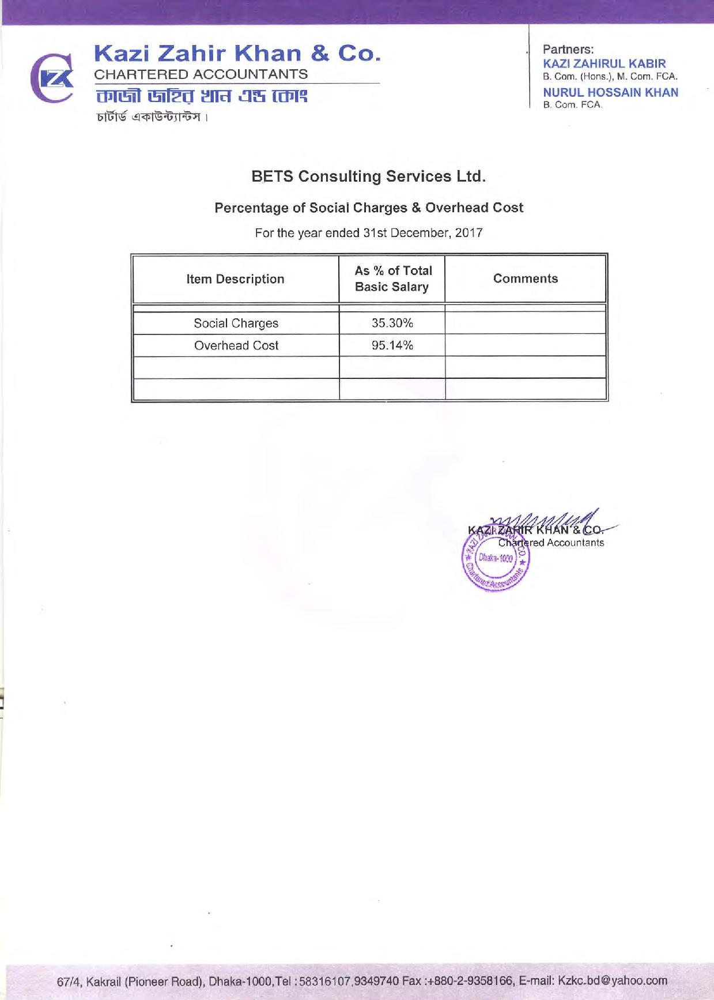 Kazi Zahir Khan & Co.
CHARTERED ACCOUNTANTS
কাজী জহির খান এন্ড কোং
চার্টার্ড একাউন্ট্যান্টস।
Partners:
KAZI ZAHIRUL KABIR
B. Com. (Hons.), M. Com. FCA.
NURUL HOSSAIN KHAN
B. Com. FCA.
BETS Consulting Services Ltd.
Percentage of Social Charges & Overhead Cost
For the year ended 31st December, 2017
Item Description As % of Total Basic Salary Comments
Social Charges 35.30%
Overhead Cost 95.14%
KAZI ZAHIR KHAN & CO.
Chartered Accountants
KAZI ZAHIR KHAN & CO.
Dhaka-1000
Chartered Accountants
67/4, Kakrail (Pioneer Road), Dhaka-1000,Tel :58316107,9349740 Fax :+880-2-9358166, E-mail: Kzkc.bd@yahoo.com